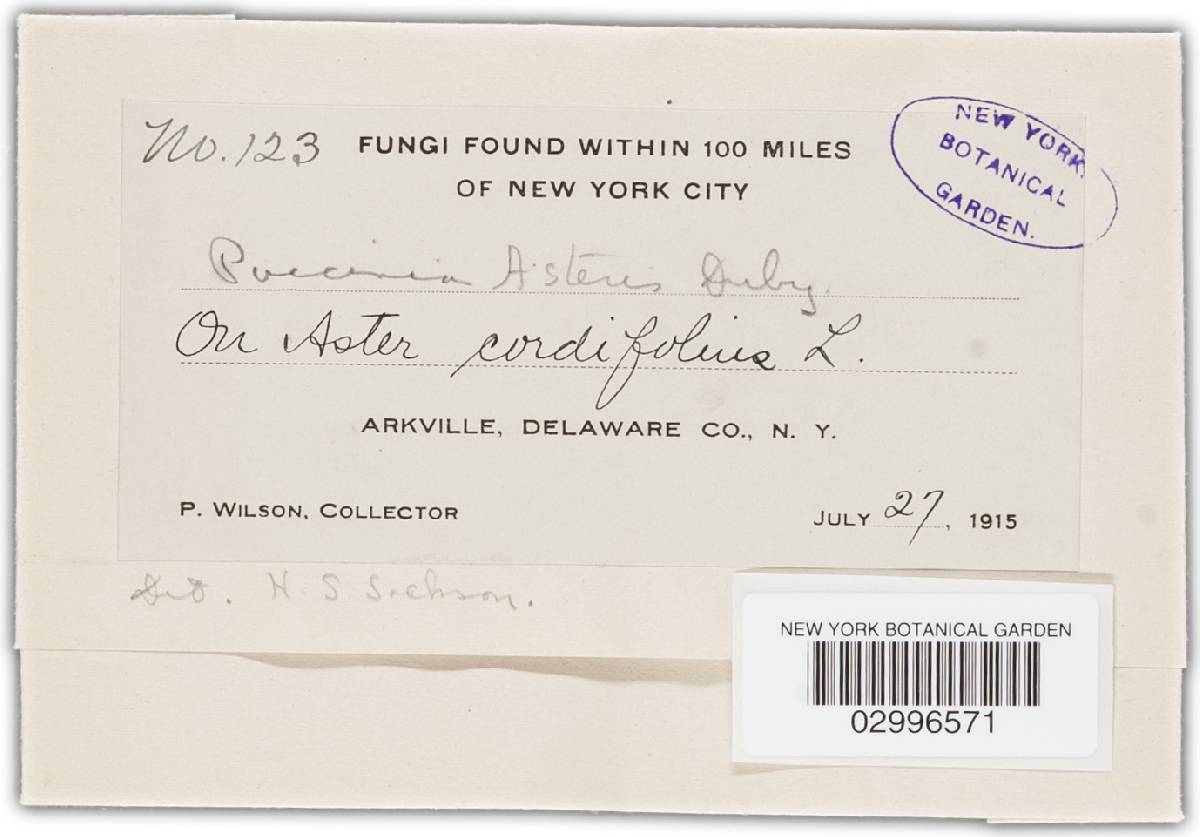 No. 123 FUNGI FOUND WITHIN 100 MILES
OF NEW YORK CITY
NEW YORK
BOTANICAL
GARDEN.
Puccinia Asteris Duby.
On Aster cordifolius L.
ARKVILLE, DELAWARE CO., N. Y.
P. WILSON, COLLECTOR
JULY 27, 1915
Det. H. S. Jackson.
NEW YORK BOTANICAL GARDEN
02996571